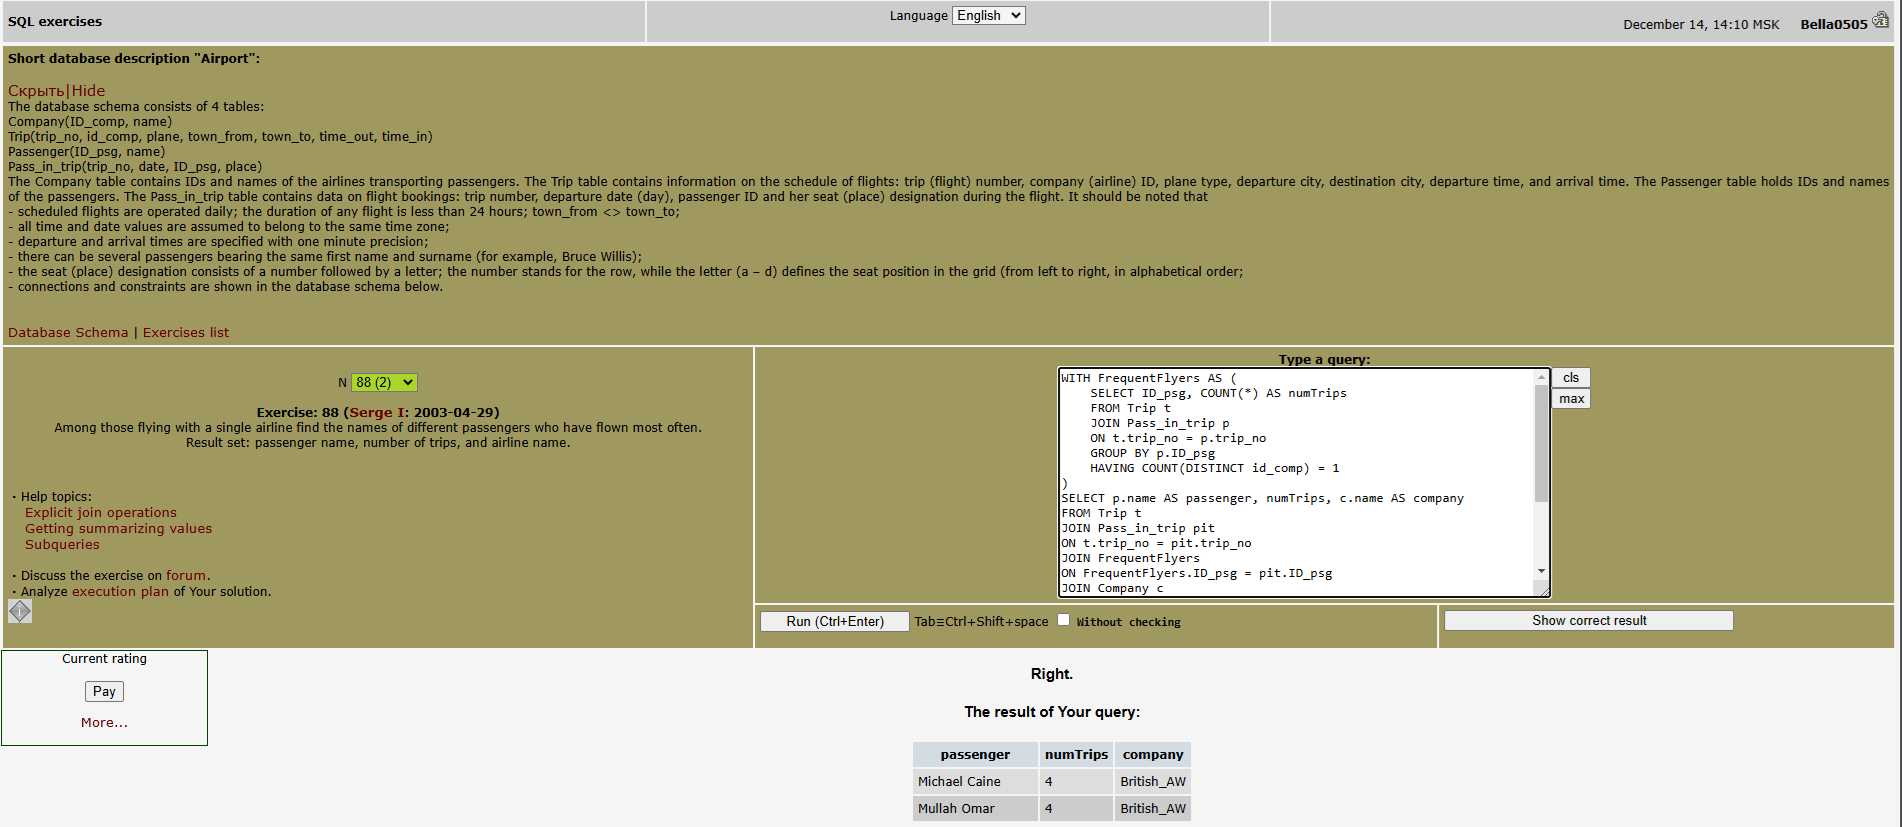 SQL exercises
Language English
December 14, 14:10 MSK Bella0505
Short database description "Airport":
Скрыть|Hide
The database schema consists of 4 tables:
Company(ID_comp, name)
Trip(trip_no, id_comp, plane, town_from, town_to, time_out, time_in)
Passenger(ID_psg, name)
Pass_in_trip(trip_no, date, ID_psg, place)
The Company table contains IDs and names of the airlines transporting passengers. The Trip table contains information on the schedule of flights: trip (flight) number, company (airline) ID, plane type, departure city, destination city, departure time, and arrival time. The Passenger table holds IDs and names
of the passengers. The Pass_in_trip table contains data on flight bookings: trip number, departure date (day), passenger ID and her seat (place) designation during the flight. It should be noted that
- scheduled flights are operated daily; the duration of any flight is less than 24 hours; town_from <> town_to;
- all time and date values are assumed to belong to the same time zone;
- departure and arrival times are specified with one minute precision;
- there can be several passengers bearing the same first name and surname (for example, Bruce Willis);
- the seat (place) designation consists of a number followed by a letter; the number stands for the row, while the letter (a – d) defines the seat position in the grid (from left to right, in alphabetical order;
- connections and constraints are shown in the database schema below.
Database Schema | Exercises list
N 88 (2)
Exercise: 88 (Serge I: 2003-04-29)
Among those flying with a single airline find the names of different passengers who have flown most often.
Result set: passenger name, number of trips, and airline name.
· Help topics:
Explicit join operations
Getting summarizing values
Subqueries
· Discuss the exercise on forum.
· Analyze execution plan of Your solution.
Type a query:
WITH FrequentFlyers AS (
SELECT ID_psg, COUNT(*) AS numTrips
FROM Trip t
JOIN Pass_in_trip p
ON t.trip_no = p.trip_no
GROUP BY p.ID_psg
HAVING COUNT(DISTINCT id_comp) = 1
)
SELECT p.name AS passenger, numTrips, c.name AS company
FROM Trip t
JOIN Pass_in_trip pit
ON t.trip_no = pit.trip_no
JOIN FrequentFlyers
ON FrequentFlyers.ID_psg = pit.ID_psg
JOIN Company c
cls
max
Run (Ctrl+Enter) Tab≡Ctrl+Shift+space Without checking
Show correct result
Current rating
Pay
More...
Right.
The result of Your query:
passenger numTrips company
Michael Caine 4 British_AW
Mullah Omar 4 British_AW